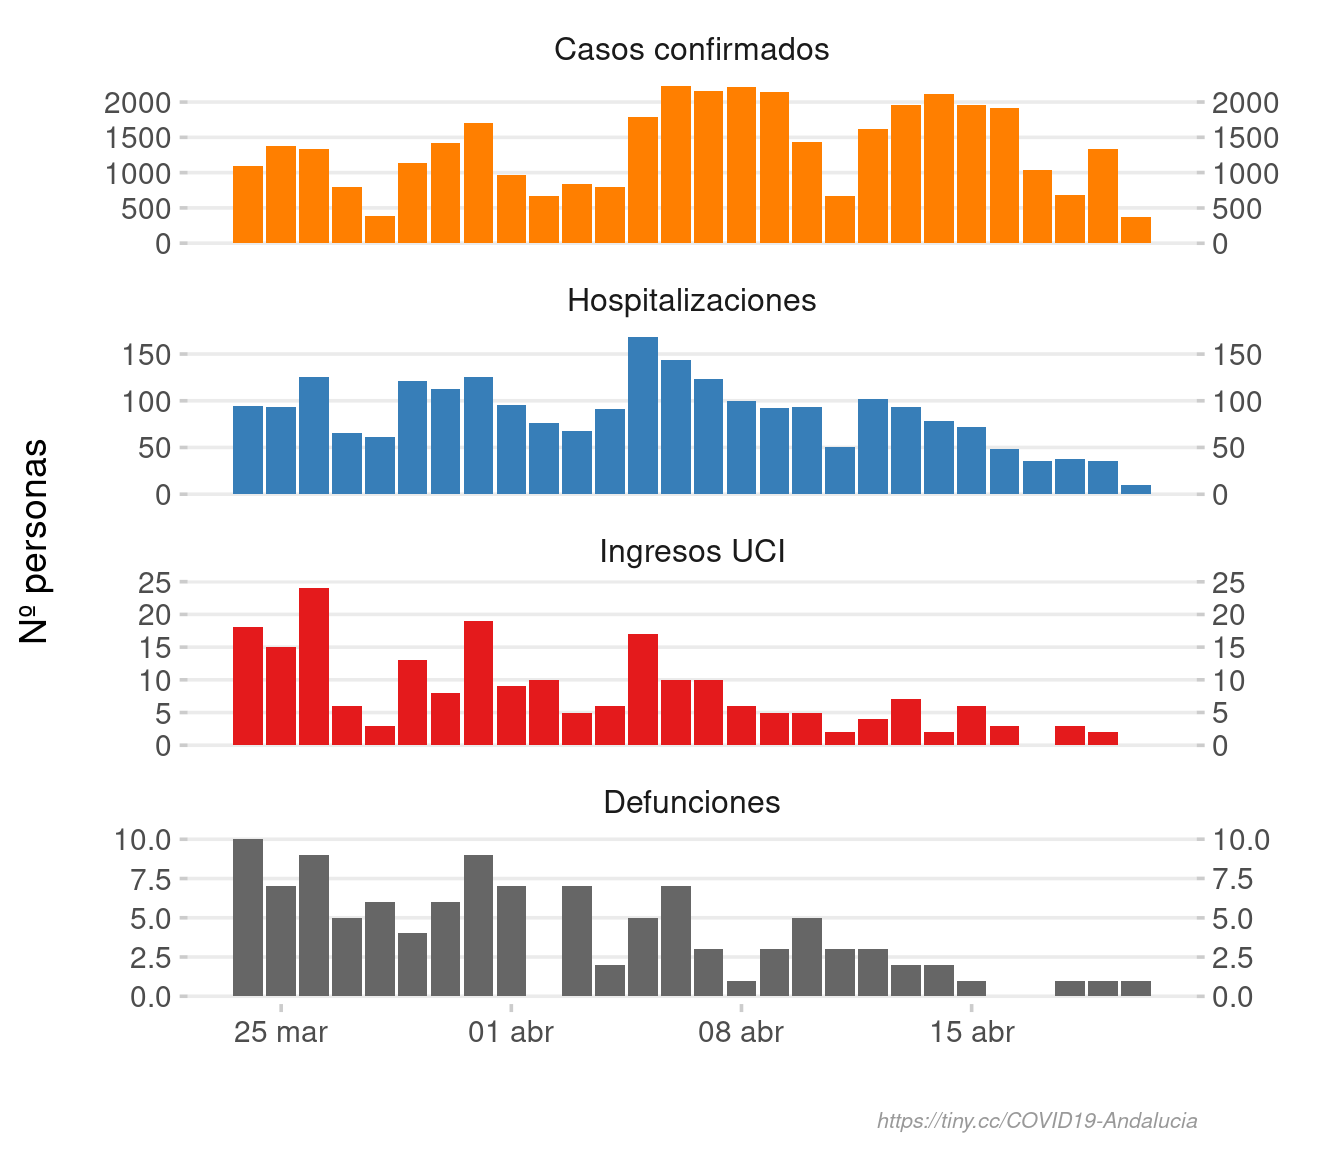 Casos confirmados
2000 2000
1500 1500
1000 1000
500 500
0 0
Hospitalizaciones
150 150
100 100
50 50
0 0
Nº personas
Ingresos UCI
25 25
20 20
15 15
10 10
5 5
0 0
Defunciones
10.0 10.0
7.5 7.5
5.0 5.0
2.5 2.5
0.0 0.0
25 mar 01 abr 08 abr 15 abr
https://tiny.cc/COVID19-Andalucia